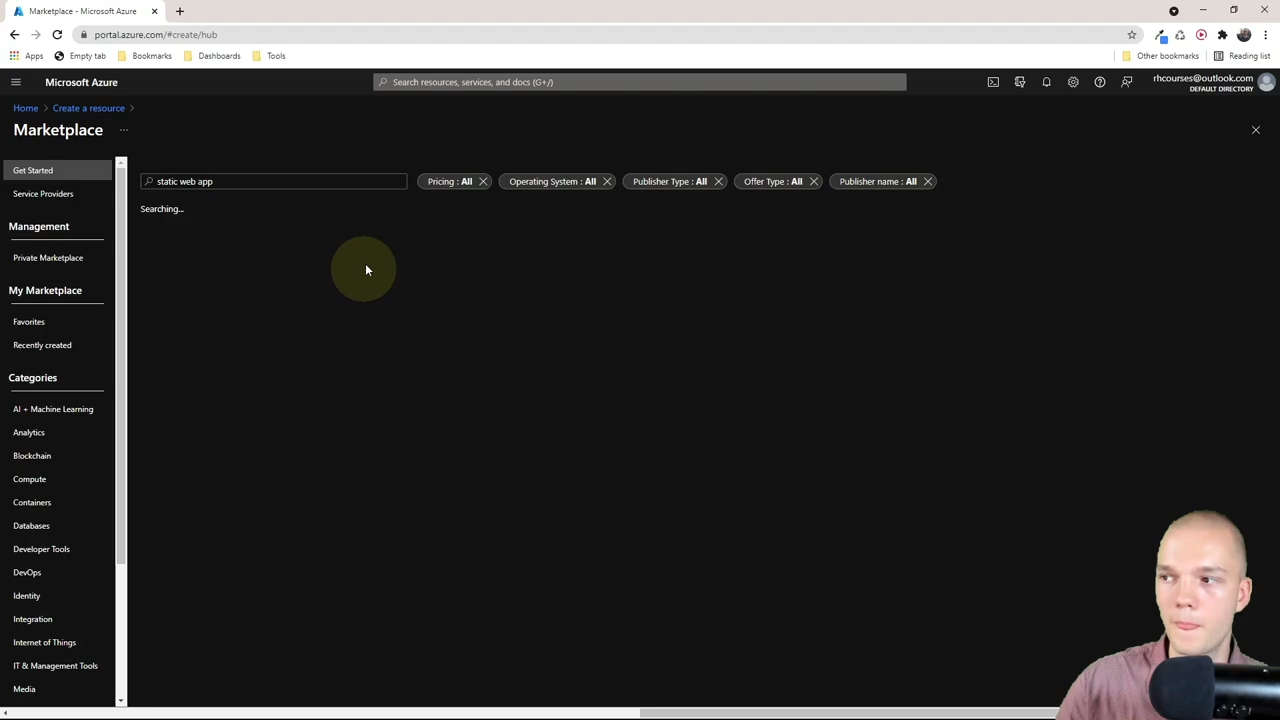 Marketplace - Microsoft Azure
portal.azure.com/#create/hub
Apps Empty tab Bookmarks Dashboards Tools Other bookmarks Reading list
Microsoft Azure Search resources, services, and docs (G+/) rhcourses@outlook.com
DEFAULT DIRECTORY
Home > Create a resource >
Marketplace ...
Get Started
static web app Pricing : All Operating System : All Publisher Type : All Offer Type : All Publisher name : All
Service Providers
Searching...
Management
Private Marketplace
My Marketplace
Favorites
Recently created
Categories
AI + Machine Learning
Analytics
Blockchain
Compute
Containers
Databases
Developer Tools
DevOps
Identity
Integration
Internet of Things
IT & Management Tools
Media